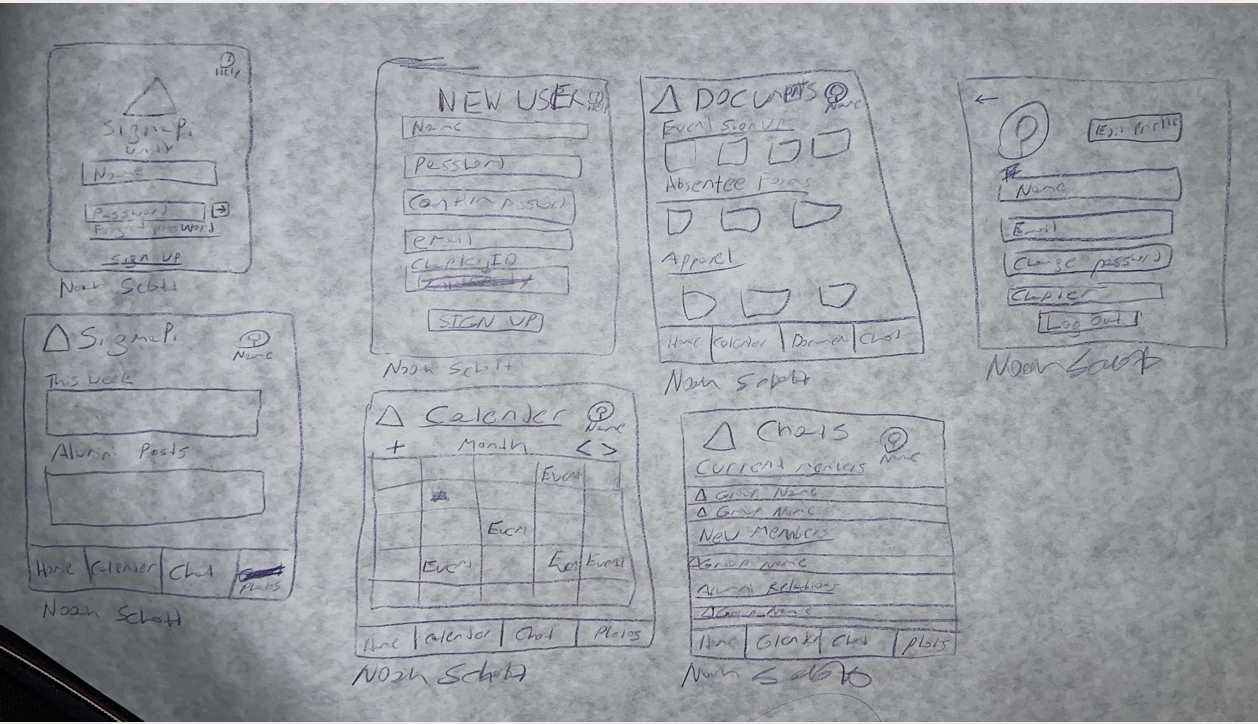 Help
Sigma Pi
Unity
Name
Password
Forgot password
SIGN UP
Noah Schott
NEW USER
Help
Name
Password
Confirm Password
email
Chapter ID
SIGN UP
Noah Schott
DOCUMENTS
Name
Event Sign UP
Absentee Forms
Apparel
Home Calender Document Chat
Noah Schott
←
Edit Profile
Name
Email
Change password
Chapter
Log out
Noah Schott
Sigma Pi
Name
This week
Alumni Posts
Home Calender Chat
Photos
Noah Schott
Calender
Name
+ Month < >
Event
Event
Event Event Event
Home Calender Chat Photos
Noah Schott
Chats
Name
Current members
Group Name
Group Name
New Members
Group Name
Alumni Relations
Group Name
Home Calender Chat Photos
Noah Schott